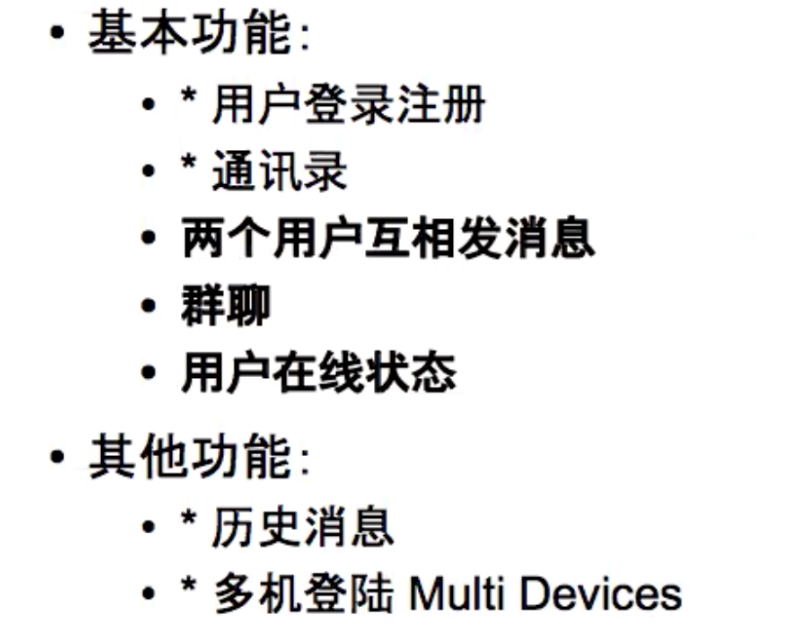 • 基本功能:
• * 用户登录注册
• * 通讯录
• 两个用户互相发消息
• 群聊
• 用户在线状态
• 其他功能:
• * 历史消息
• * 多机登陆 Multi Devices